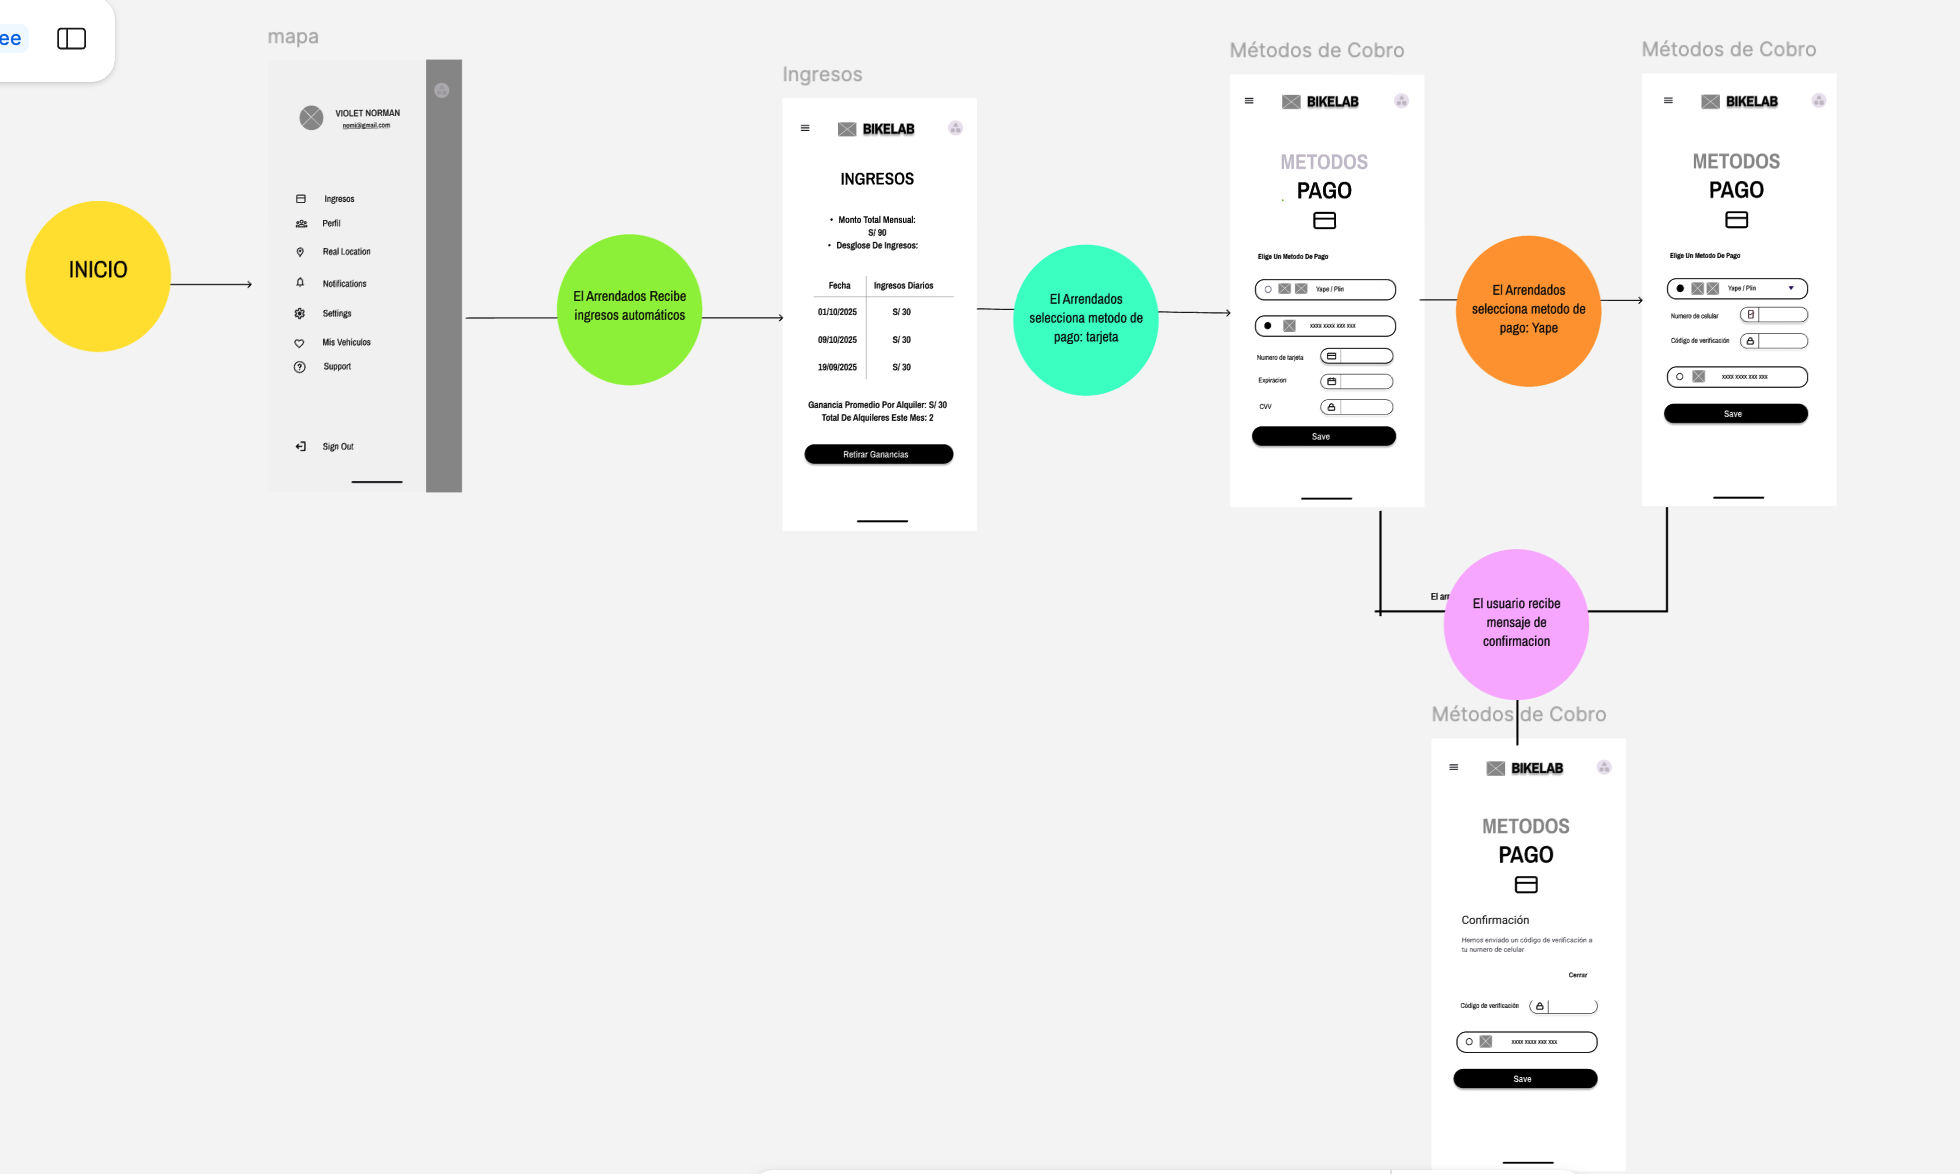 ee
mapa
VIOLET NORMAN
nomi@gmail.com
Ingresos
Perfil
Real Location
Notifications
Settings
Mis Vehiculos
Support
Sign Out
INICIO
El Arrendados Recibe
ingresos automáticos
Ingresos
BIKELAB
INGRESOS
• Monto Total Mensual:
S/ 90
• Desglose De Ingresos:
Fecha Ingresos Diarios
01/10/2025 S/ 30
09/10/2025 S/ 30
19/09/2025 S/ 30
Ganancia Promedio Por Alquiler: S/ 30
Total De Alquileres Este Mes: 2
Retirar Ganancias
El Arrendados
selecciona metodo de
pago: tarjeta
Métodos de Cobro
BIKELAB
METODOS
PAGO
Elige Un Metodo De Pago
Yape / Plin
xxxx xxxx xxx xxx
Numero de tarjeta
Expiracion
CVV
Save
El Arrendados
selecciona metodo de
pago: Yape
Métodos de Cobro
BIKELAB
METODOS
PAGO
Elige Un Metodo De Pago
Yape / Plin
Numero de celular
Código de verificación
xxxx xxxx xxx xxx
Save
El arr
El usuario recibe
mensaje de
confirmacion
Métodos de Cobro
BIKELAB
METODOS
PAGO
Confirmación
Hemos enviado un código de verificación a
tu numero de celular
Cerrar
Código de verificación
xxxx xxxx xxx xxx
Save